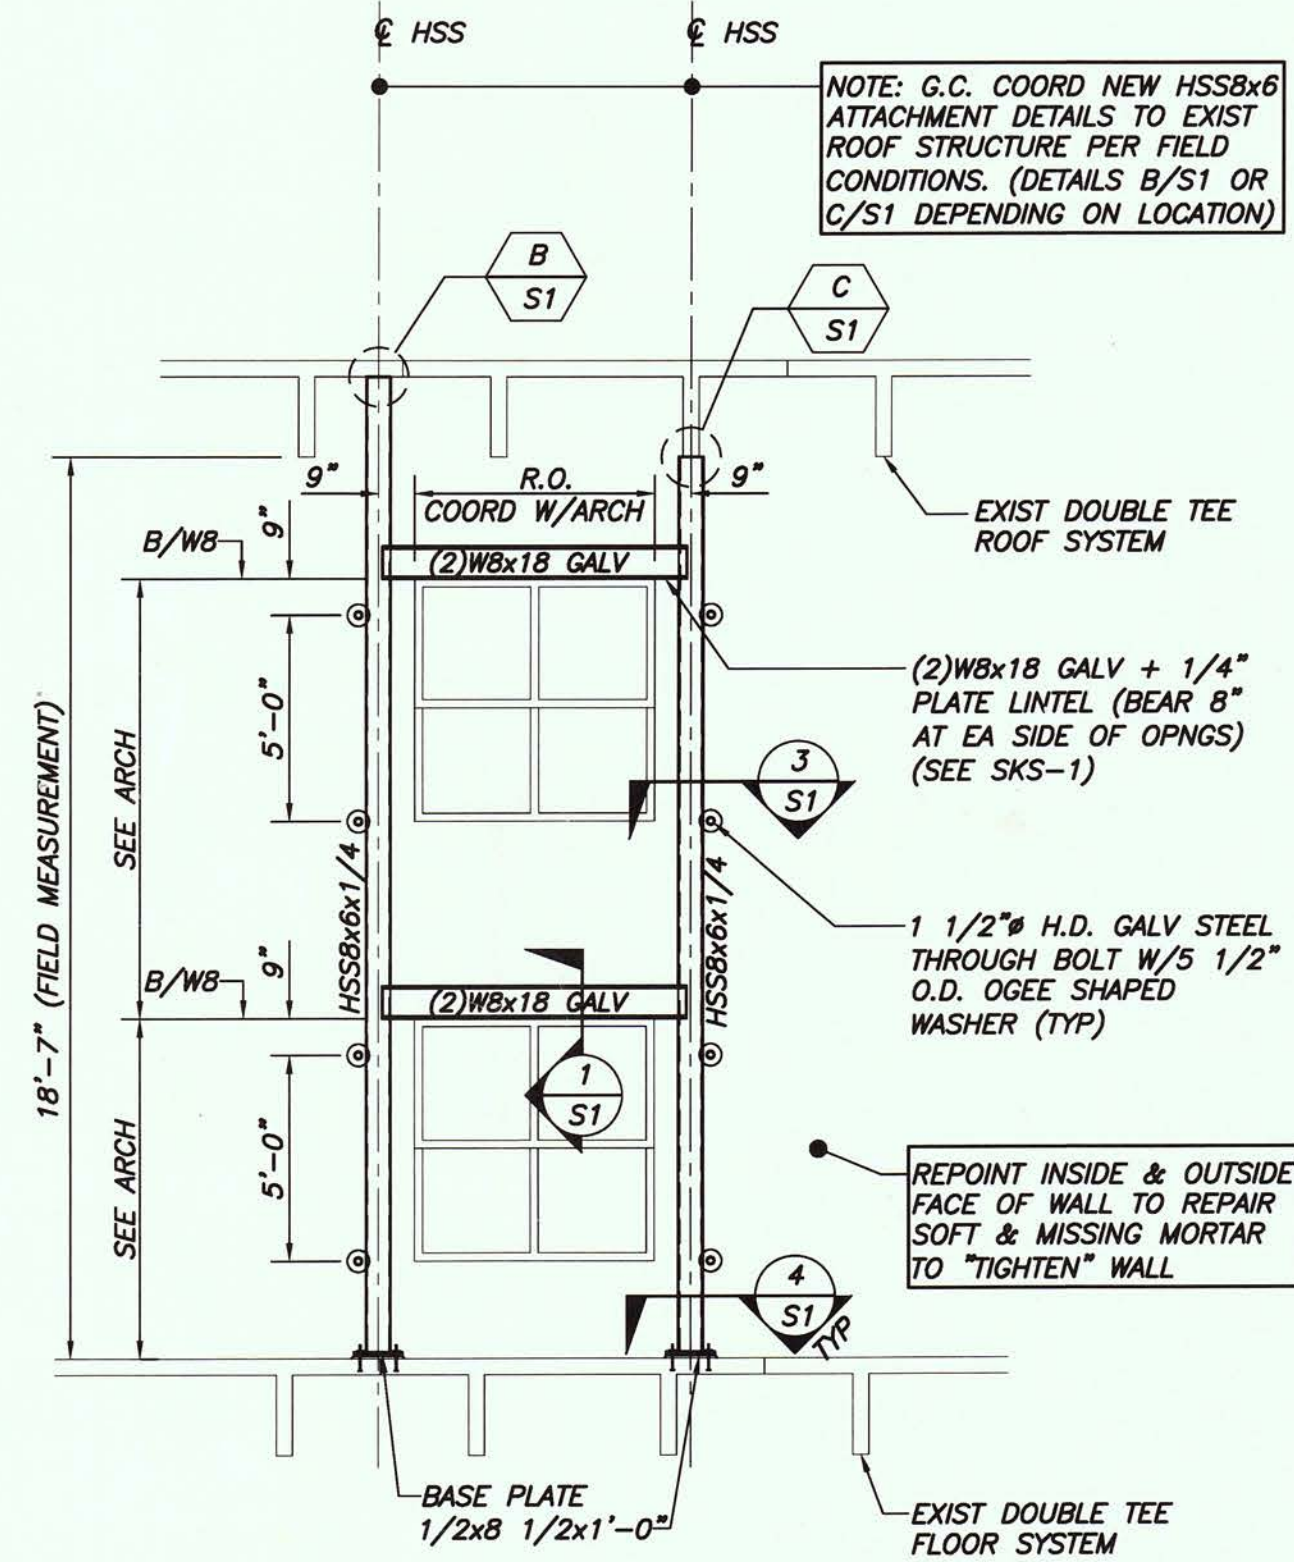 ℄ HSS
℄ HSS
NOTE: G.C. COORD NEW HSS8x6
ATTACHMENT DETAILS TO EXIST
ROOF STRUCTURE PER FIELD
CONDITIONS. (DETAILS B/S1 OR
C/S1 DEPENDING ON LOCATION)
B
S1
C
S1
9"
R.O.
COORD W/ARCH
9"
EXIST DOUBLE TEE
ROOF SYSTEM
B/W8
9"
(2)W8x18 GALV
(2)W8x18 GALV + 1/4"
PLATE LINTEL (BEAR 8"
AT EA SIDE OF OPNGS)
(SEE SKS-1)
5'-0"
3
S1
SEE ARCH
18'-7" (FIELD MEASUREMENT)
HSS8x6x1/4
HSS8x6x1/4
1 1/2"ø H.D. GALV STEEL
THROUGH BOLT W/5 1/2"
O.D. OGEE SHAPED
WASHER (TYP)
B/W8
9"
(2)W8x18 GALV
1
S1
SEE ARCH
5'-0"
REPOINT INSIDE & OUTSIDE
FACE OF WALL TO REPAIR
SOFT & MISSING MORTAR
TO "TIGHTEN" WALL
4
S1
TYP
BASE PLATE
1/2x8 1/2x1'-0"
EXIST DOUBLE TEE
FLOOR SYSTEM